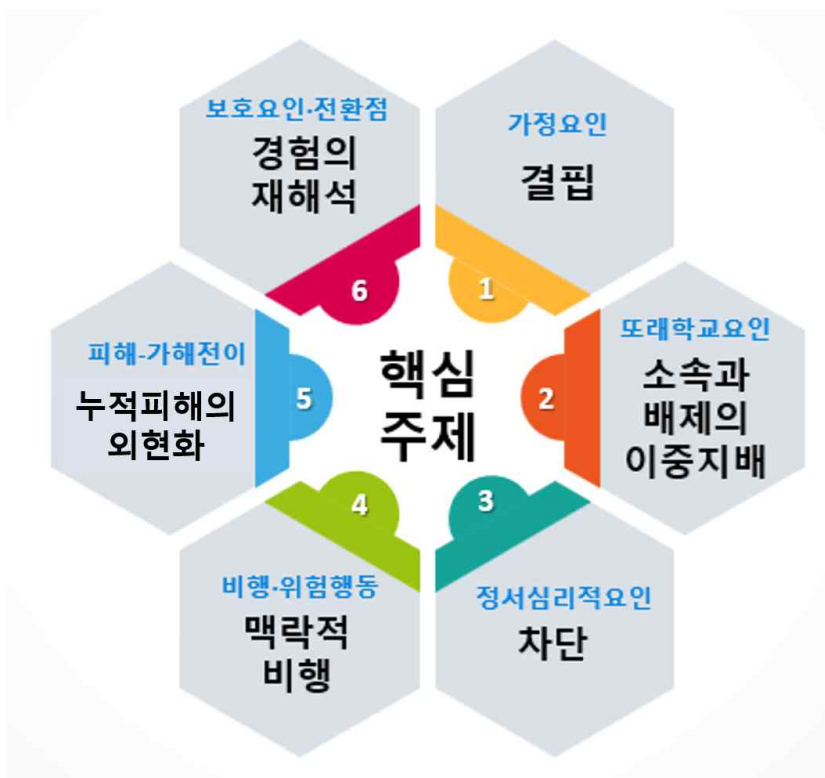 핵심
주제
1
가정요인
결핍
2
또래학교요인
소속과
배제의
이중지배
3
정서심리적요인
차단
4
비행·위험행동
맥락적
비행
5
피해-가해전이
누적피해의
외현화
6
보호요인·전환점
경험의
재해석